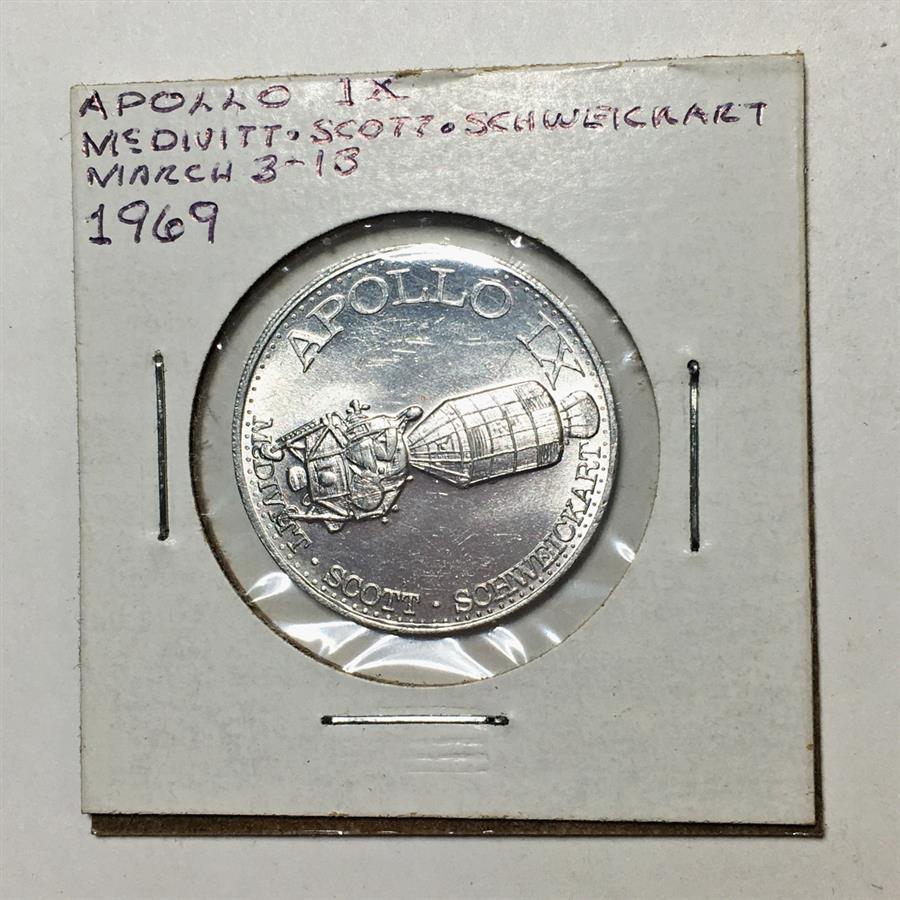 APOLLO IX
McDIVITT • SCOTT • SCHWEICKART
MARCH 3-13
1969
APOLLO IX
McDIVITT • SCOTT • SCHWEICKART